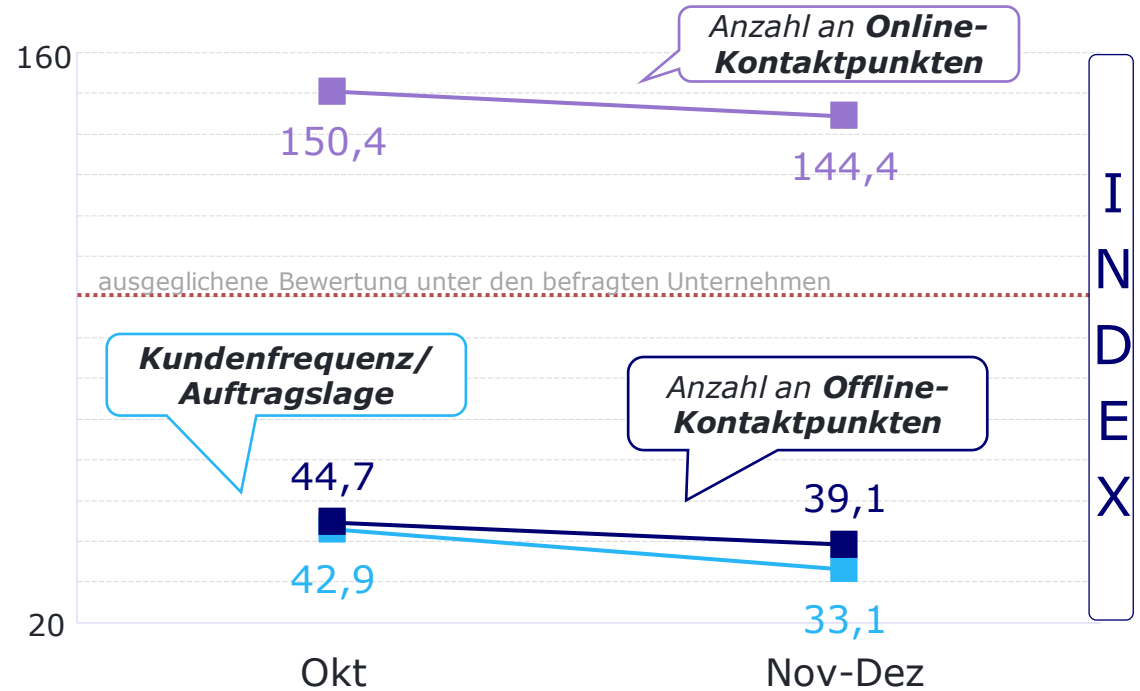 160
Anzahl an Online-
Kontaktpunkten
150,4
144,4
ausgeglichene Bewertung unter den befragten Unternehmen
Kundenfrequenz/
Auftragslage
Anzahl an Offline-
Kontaktpunkten
44,7
39,1
42,9
33,1
20
Okt
Nov-Dez
I
N
D
E
X